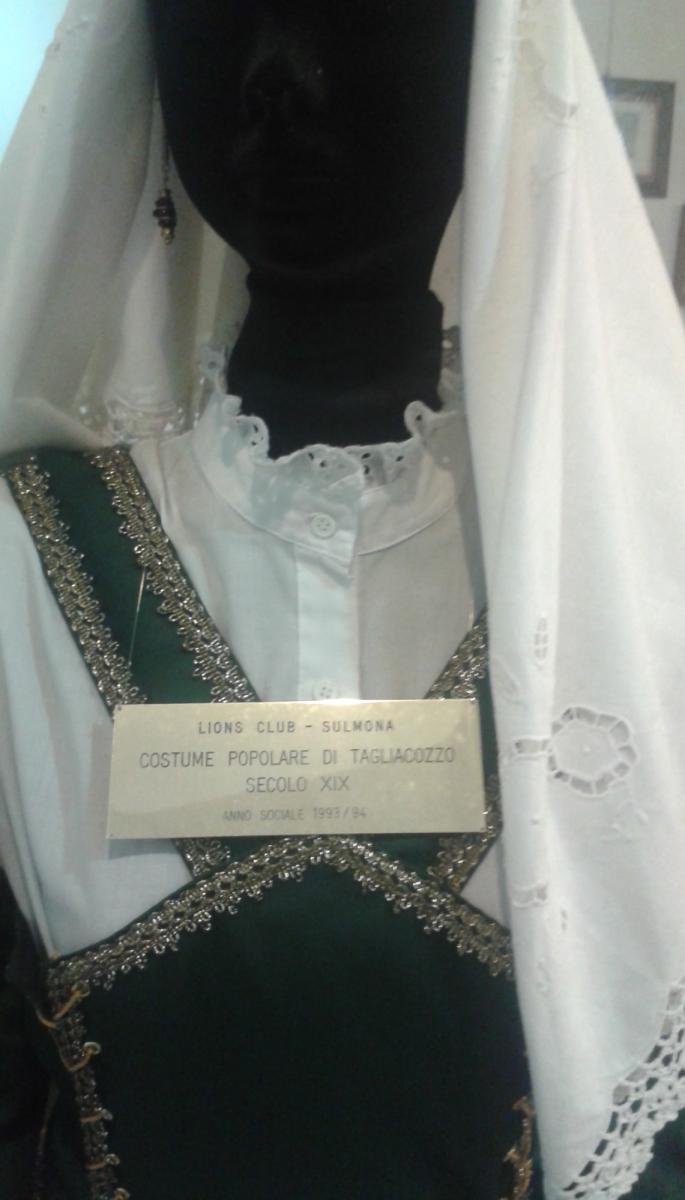 LIONS CLUB - SULMONA
COSTUME POPOLARE DI TAGLIACOZZO
SECOLO XIX
ANNO SOCIALE 1993/94